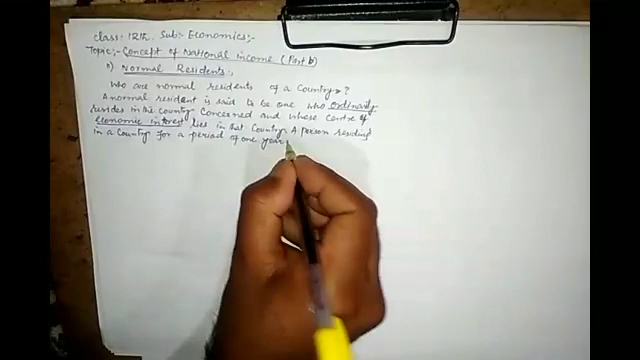 Class:- 12th. Sub:- Economics;-
Topic:- Concept of National income (Part b)
1) Normal Residents:,
Who are normal residents of a Country:-?
A normal resident is said to be one who ordinarily
resides in the Country Concerned and whose Centre of
economic interest lies in that Country. A person residing
in a Country for a period of one year